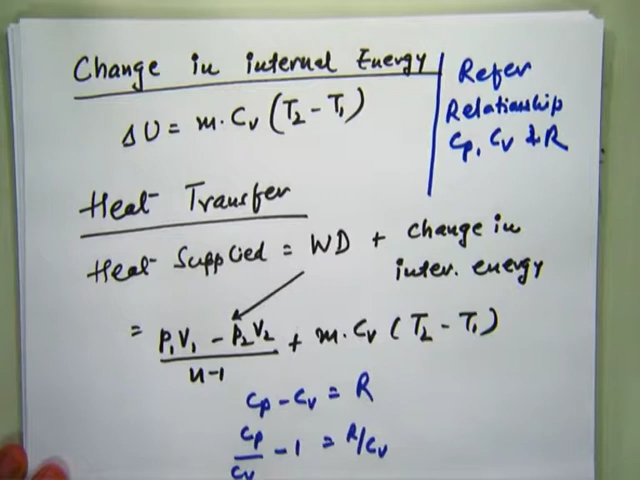 Change in internal Energy
ΔU = m. Cv (T2 - T1)
Refer
Relationship
Cp, Cv & R
Heat Transfer
Heat Supplied = WD + change in
inter. energy
= P1V1 - P2V2 / n-1 + m. Cv (T2 - T1)
Cp - Cv = R
Cp/Cv - 1 = R/Cv